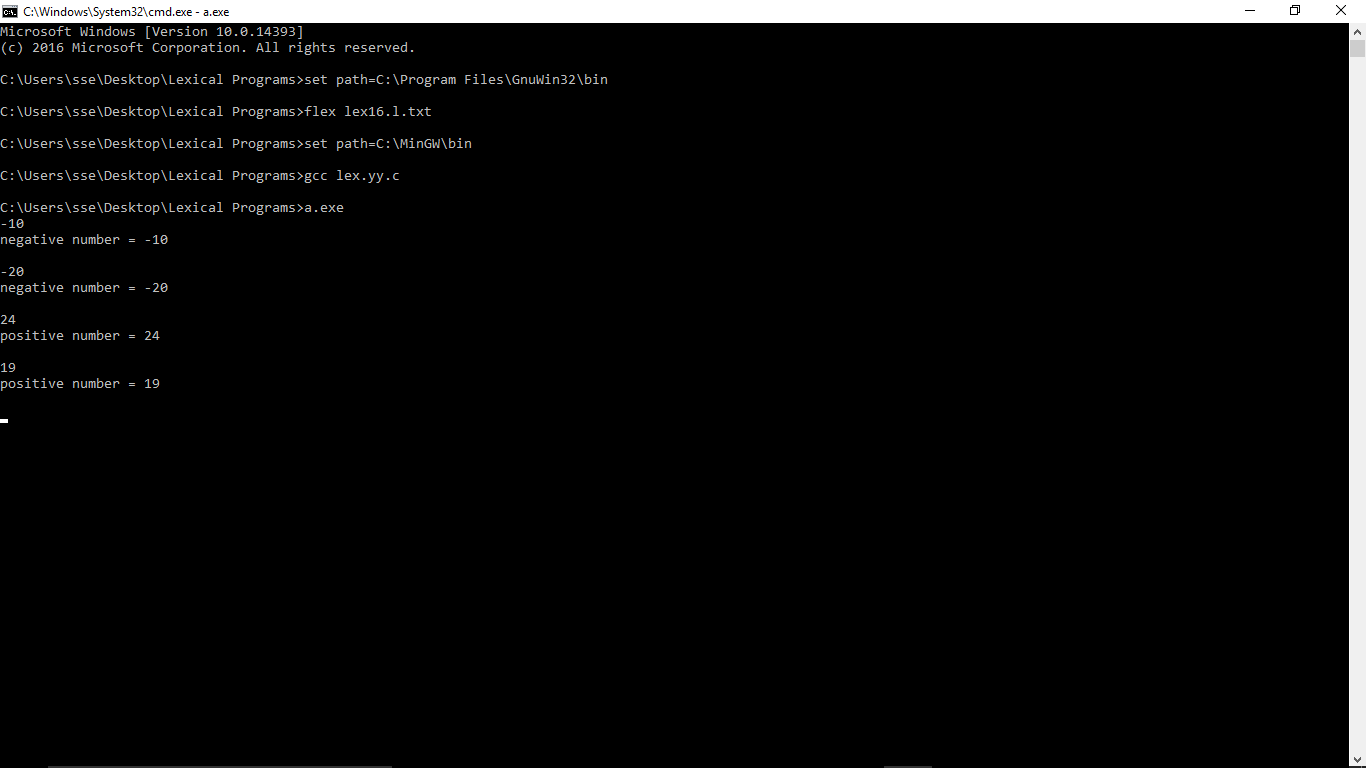 C:\Windows\System32\cmd.exe - a.exe
Microsoft Windows [Version 10.0.14393]
(c) 2016 Microsoft Corporation. All rights reserved.
C:\Users\sse\Desktop\Lexical Programs>set path=C:\Program Files\GnuWin32\bin
C:\Users\sse\Desktop\Lexical Programs>flex lex16.l.txt
C:\Users\sse\Desktop\Lexical Programs>set path=C:\MinGW\bin
C:\Users\sse\Desktop\Lexical Programs>gcc lex.yy.c
C:\Users\sse\Desktop\Lexical Programs>a.exe
-10
negative number = -10
-20
negative number = -20
24
positive number = 24
19
positive number = 19